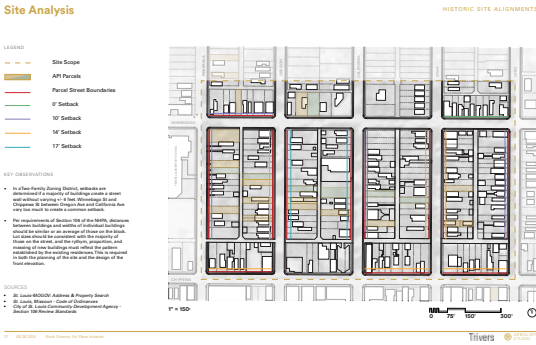 Site Analysis
HISTORIC SITE ALIGNMENTS
LEGEND
Site Scope
API Parcels
Parcel Street Boundaries
0' Setback
10' Setback
14' Setback
17' Setback
KEY OBSERVATIONS
In a Two-Family Zoning District, setbacks are
determined if a majority of buildings create a street
wall without varying +/- 6 feet. Winnebago St and
Chippewa St between Oregon Ave and California Ave
vary too much to create a common setback.
Per requirements of Section 106 of the NHPA, distances
between buildings and widths of individual buildings
should be similar or an average of those on the block.
Lot sizes should be consistent with the majority of
those on the street, and the rythym, proportion, and
massing of new buildings must reflect the pattern
established by the existing residences. This is required
in both the planning of the site and the design of the
front elevation.
SOURCES
St. Louis-MOGOV: Address & Property Search
St. Louis, Missouri - Code of Ordinances
City of St. Louis Community Development Agency -
Section 106 Review Standards
WINNEBAGO
CHIPPEWA
1" = 150'
0 75' 150' 300'
Trivers